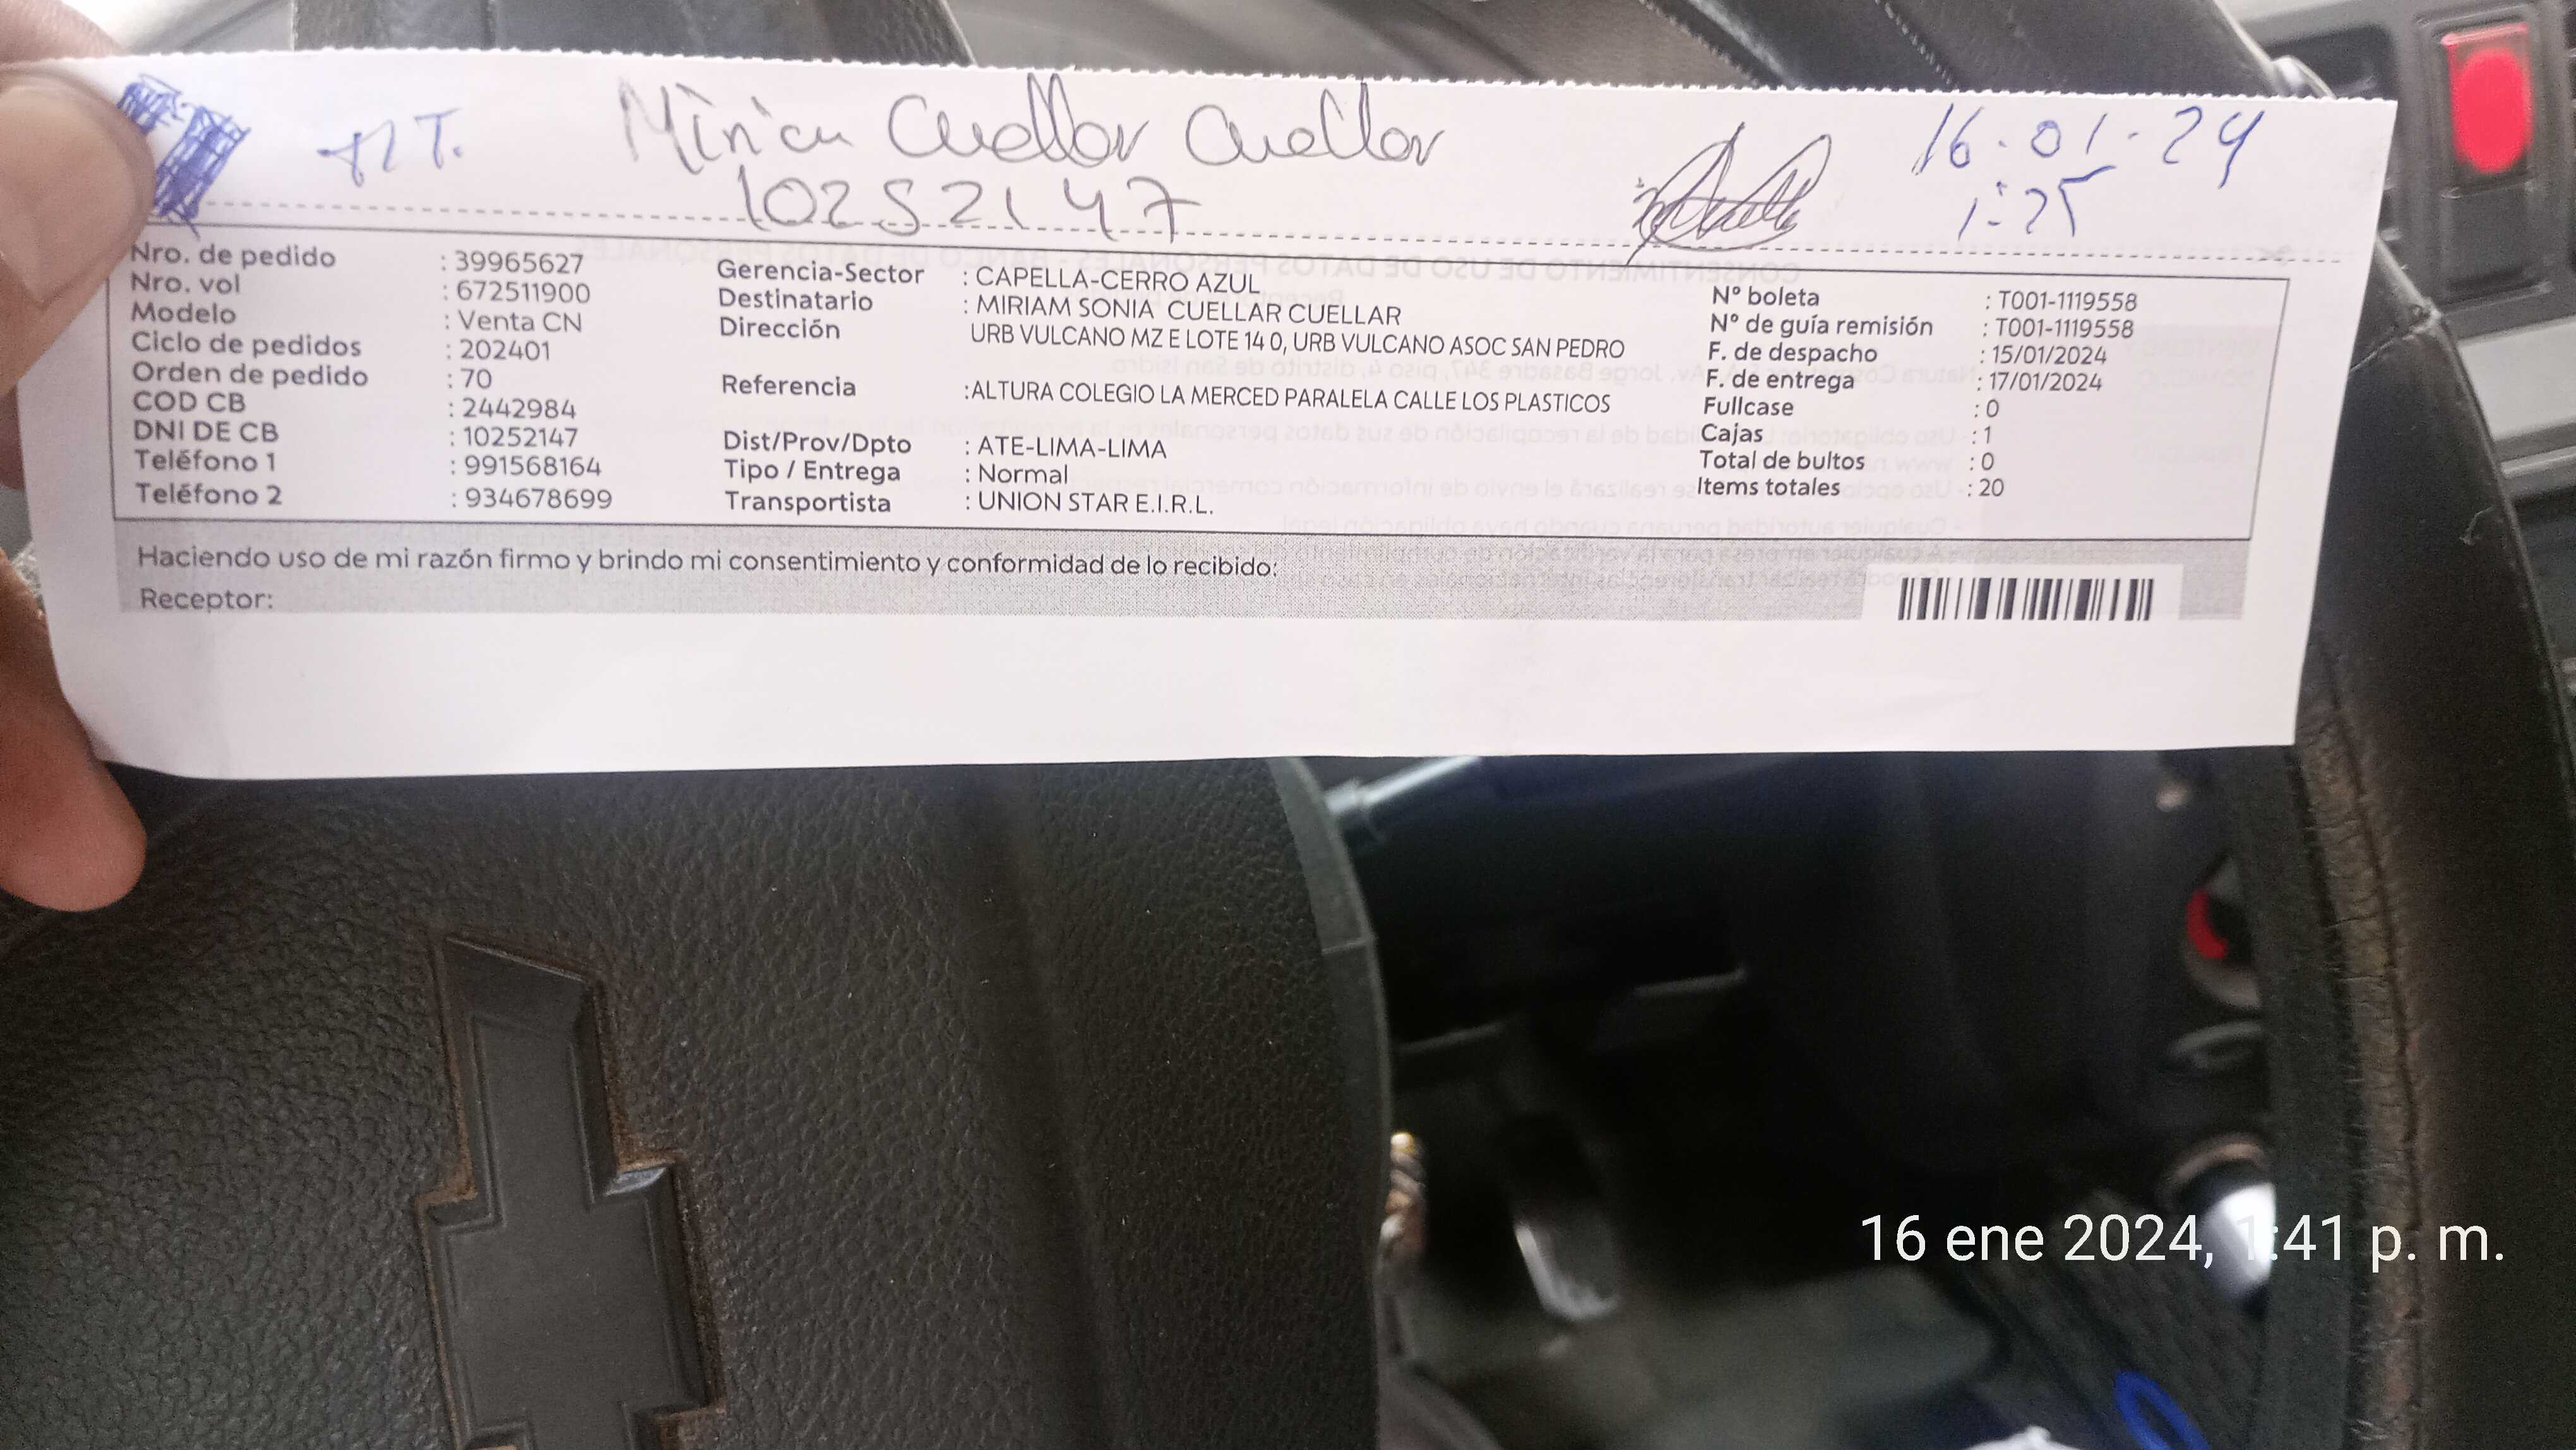 TIT.
Miriam Cuellar Cuellar
10252147
16-01-24
1:25
Nro. de pedido : 39965627
Nro. vol : 672511900
Modelo : Venta CN
Ciclo de pedidos : 202401
Orden de pedido : 70
COD CB : 2442984
DNI DE CB : 10252147
Teléfono 1 : 991568164
Teléfono 2 : 934678699
Gerencia-Sector : CAPELLA-CERRO AZUL
Destinatario : MIRIAM SONIA CUELLAR CUELLAR
Dirección URB VULCANO MZ E LOTE 14 0, URB VULCANO ASOC SAN PEDRO
Referencia :ALTURA COLEGIO LA MERCED PARALELA CALLE LOS PLASTICOS
Dist/Prov/Dpto : ATE-LIMA-LIMA
Tipo / Entrega : Normal
Transportista : UNION STAR E.I.R.L.
N° boleta : T001-1119558
N° de guía remisión : T001-1119558
F. de despacho : 15/01/2024
F. de entrega : 17/01/2024
Fullcase : 0
Cajas : 1
Total de bultos : 0
Items totales : 20
Haciendo uso de mi razón firmo y brindo mi consentimiento y conformidad de lo recibido:
Receptor:
16 ene 2024, 1:41 p. m.